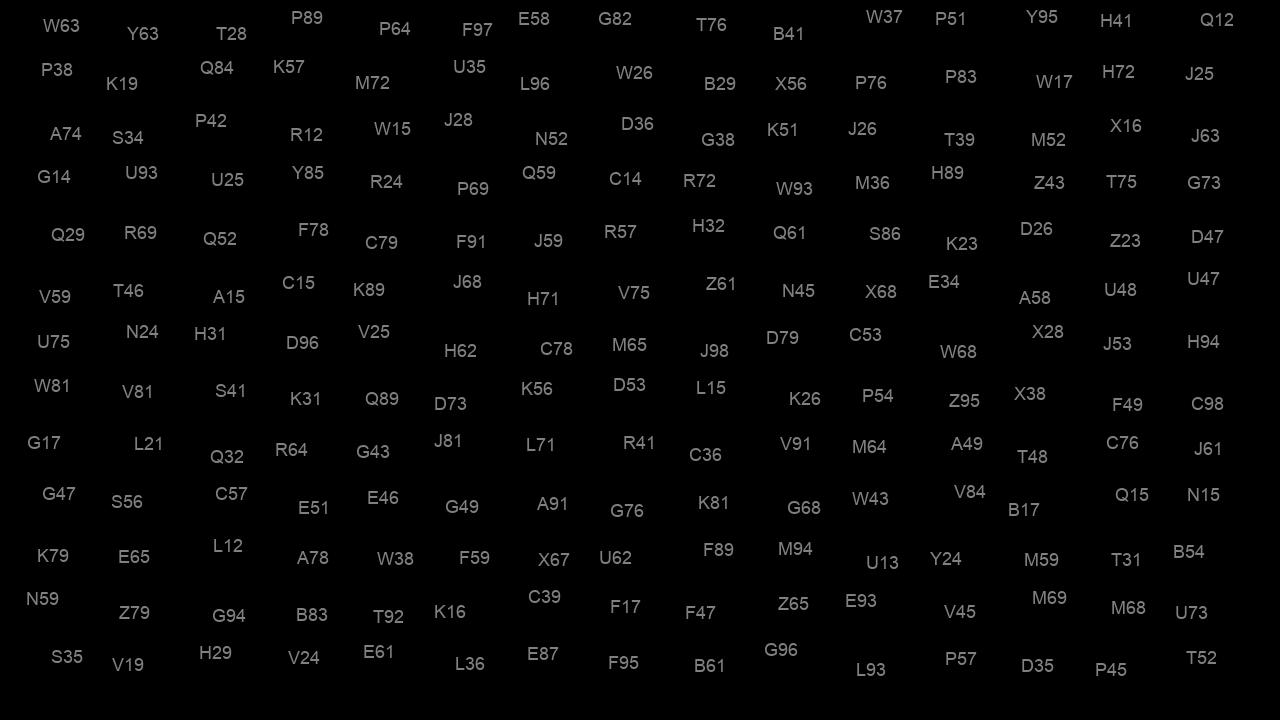 W63 Y63 T28 P89 P64 F97 E58 G82 T76 B41 W37 P51 Y95 H41 Q12
P38 K19 Q84 K57 M72 U35 L96 W26 B29 X56 P76 P83 W17 H72 J25
A74 S34 P42 R12 W15 J28 N52 D36 G38 K51 J26 T39 M52 X16 J63
G14 U93 U25 Y85 R24 P69 Q59 C14 R72 W93 M36 H89 Z43 T75 G73
Q29 R69 Q52 F78 C79 F91 J59 R57 H32 Q61 S86 K23 D26 Z23 D47
V59 T46 A15 C15 K89 J68 H71 V75 Z61 N45 X68 E34 A58 U48 U47
U75 N24 H31 D96 V25 H62 C78 M65 J98 D79 C53 W68 X28 J53 H94
W81 V81 S41 K31 Q89 D73 K56 D53 L15 K26 P54 Z95 X38 F49 C98
G17 L21 Q32 R64 G43 J81 L71 R41 C36 V91 M64 A49 T48 C76 J61
G47 S56 C57 E51 E46 G49 A91 G76 K81 G68 W43 V84 B17 Q15 N15
K79 E65 L12 A78 W38 F59 X67 U62 F89 M94 U13 Y24 M59 T31 B54
N59 Z79 G94 B83 T92 K16 C39 F17 F47 Z65 E93 V45 M69 M68 U73
S35 V19 H29 V24 E61 L36 E87 F95 B61 G96 L93 P57 D35 P45 T52